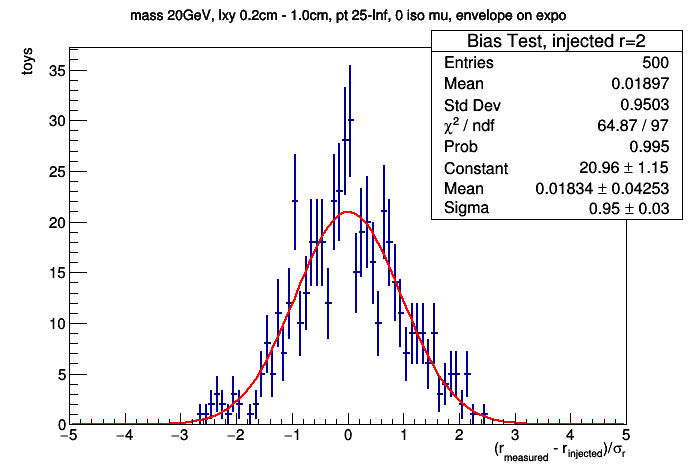 mass 20GeV, lxy 0.2cm - 1.0cm, pt 25-Inf, 0 iso mu, envelope on expo
Bias Test, injected r=2
Entries 500
Mean 0.01897
Std Dev 0.9503
χ² / ndf 64.87 / 97
Prob 0.995
Constant 20.96 ± 1.15
Mean 0.01834 ± 0.04253
Sigma 0.95 ± 0.03
toys
35
30
25
20
15
10
5
0
−5 −4 −3 −2 −1 0 1 2 3 4 5
(r_measured - r_injected)/σ_r